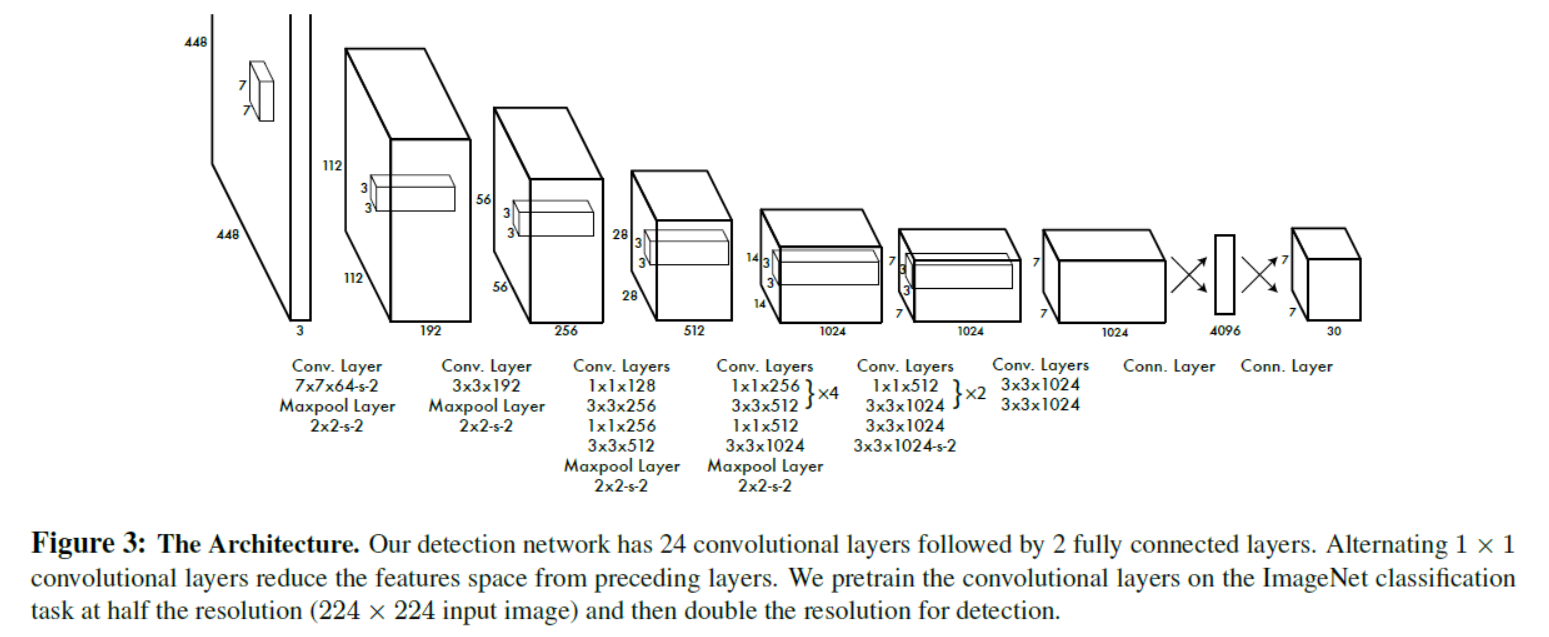 448
7
7
448
3
112
3
3
112
192
56
3
3
56
256
28
3
3
28
512
14
3
3
14
1024
7
3
3
7
1024
7
7
1024
4096
7
7
30
Conv. Layer
7x7x64-s-2
Maxpool Layer
2x2-s-2
Conv. Layer
3x3x192
Maxpool Layer
2x2-s-2
Conv. Layers
1x1x128
3x3x256
1x1x256
3x3x512
Maxpool Layer
2x2-s-2
Conv. Layers
1x1x256 }×4
3x3x512
1x1x512
3x3x1024
Maxpool Layer
2x2-s-2
Conv. Layers
1x1x512 }×2
3x3x1024
3x3x1024
3x3x1024-s-2
Conv. Layers
3x3x1024
3x3x1024
Conn. Layer
Conn. Layer
Figure 3: The Architecture. Our detection network has 24 convolutional layers followed by 2 fully connected layers. Alternating 1 × 1
convolutional layers reduce the features space from preceding layers. We pretrain the convolutional layers on the ImageNet classification
task at half the resolution (224 × 224 input image) and then double the resolution for detection.